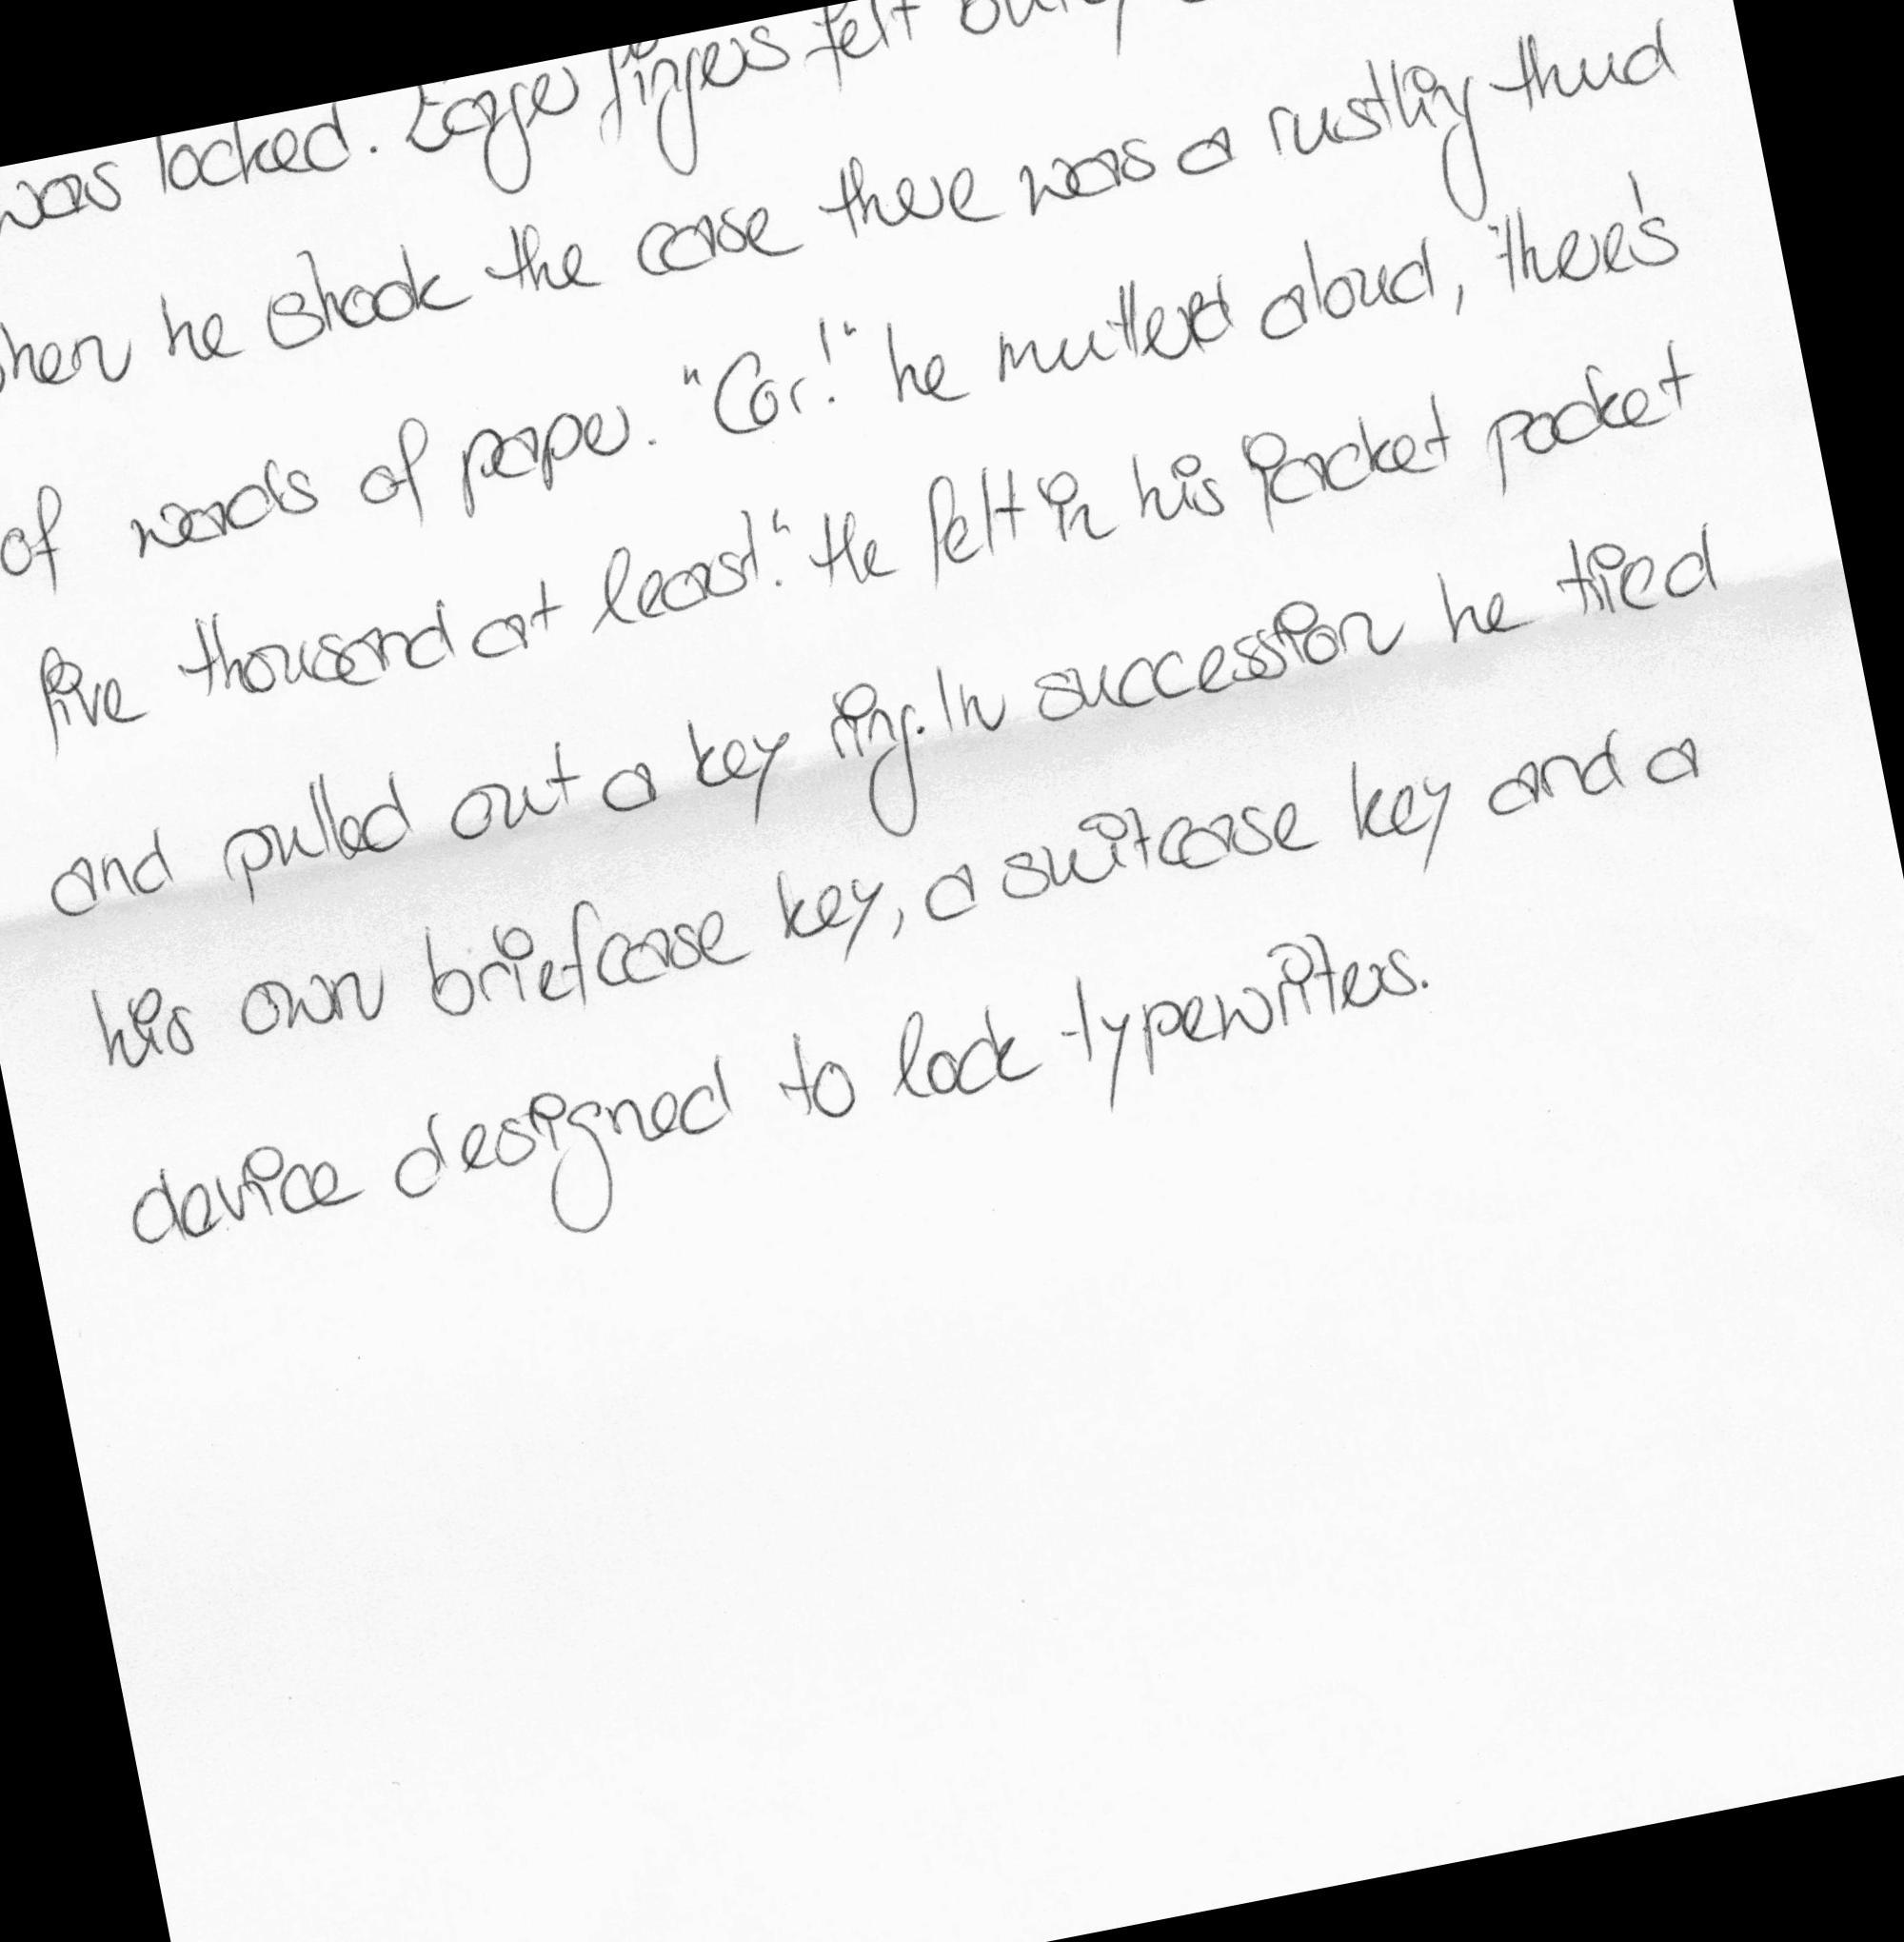 was locked. Eager fingers felt
when he shook the case there was a rustling thud
of wads of paper. "Cor!" he muttered aloud, "there's
five thousand at least." He felt in his jacket pocket
and pulled out a key ring. In succession he tried
his own briefcase key, a suitcase key and a
device designed to lock typewriters.